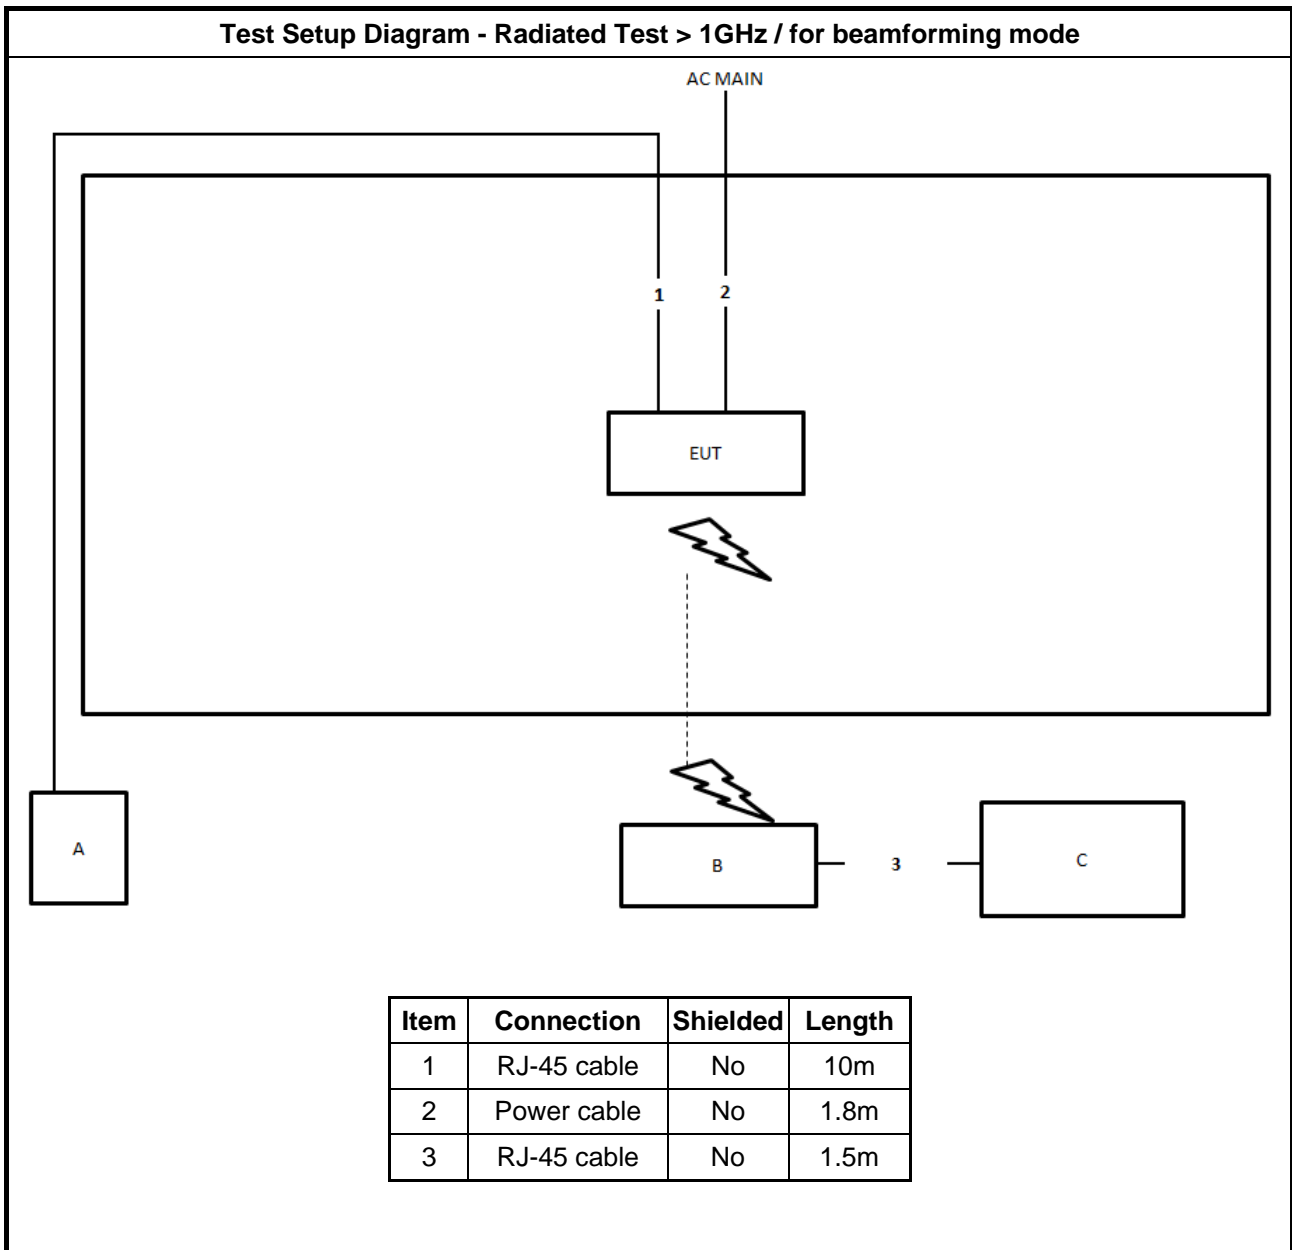 Test Setup Diagram - Radiated Test > 1GHz / for beamforming mode
AC MAIN
1
2
EUT
A
B
3
C
Item Connection Shielded Length
1 RJ-45 cable No 10m
2 Power cable No 1.8m
3 RJ-45 cable No 1.5m